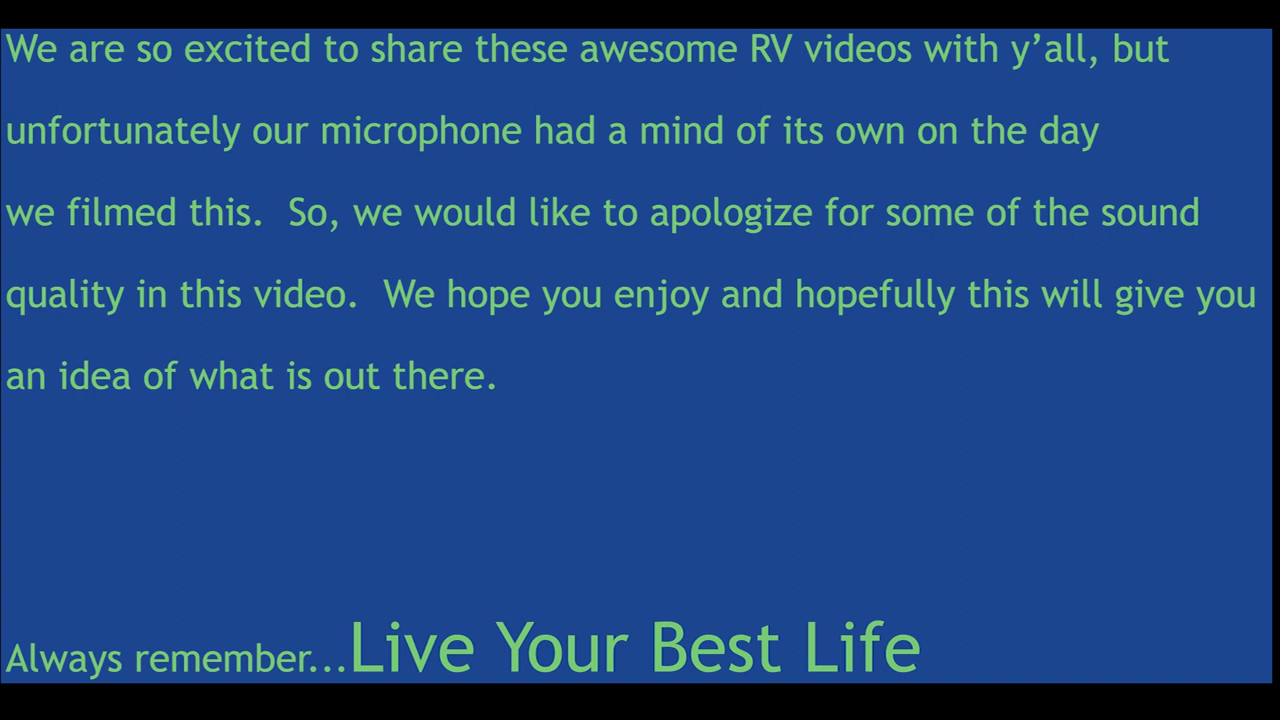 We are so excited to share these awesome RV videos with y’all, but
unfortunately our microphone had a mind of its own on the day
we filmed this.  So, we would like to apologize for some of the sound
quality in this video.  We hope you enjoy and hopefully this will give you
an idea of what is out there.
Always remember...Live Your Best Life